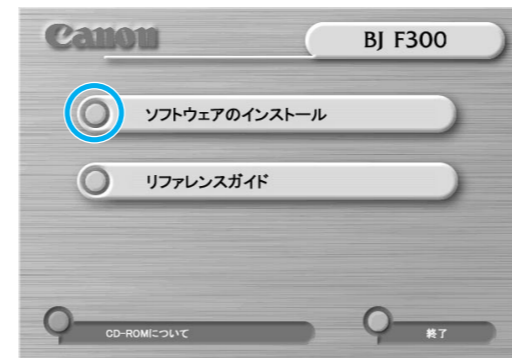 Canon
BJ F300
ソフトウェアのインストール
リファレンスガイド
CD-ROMについて
終了